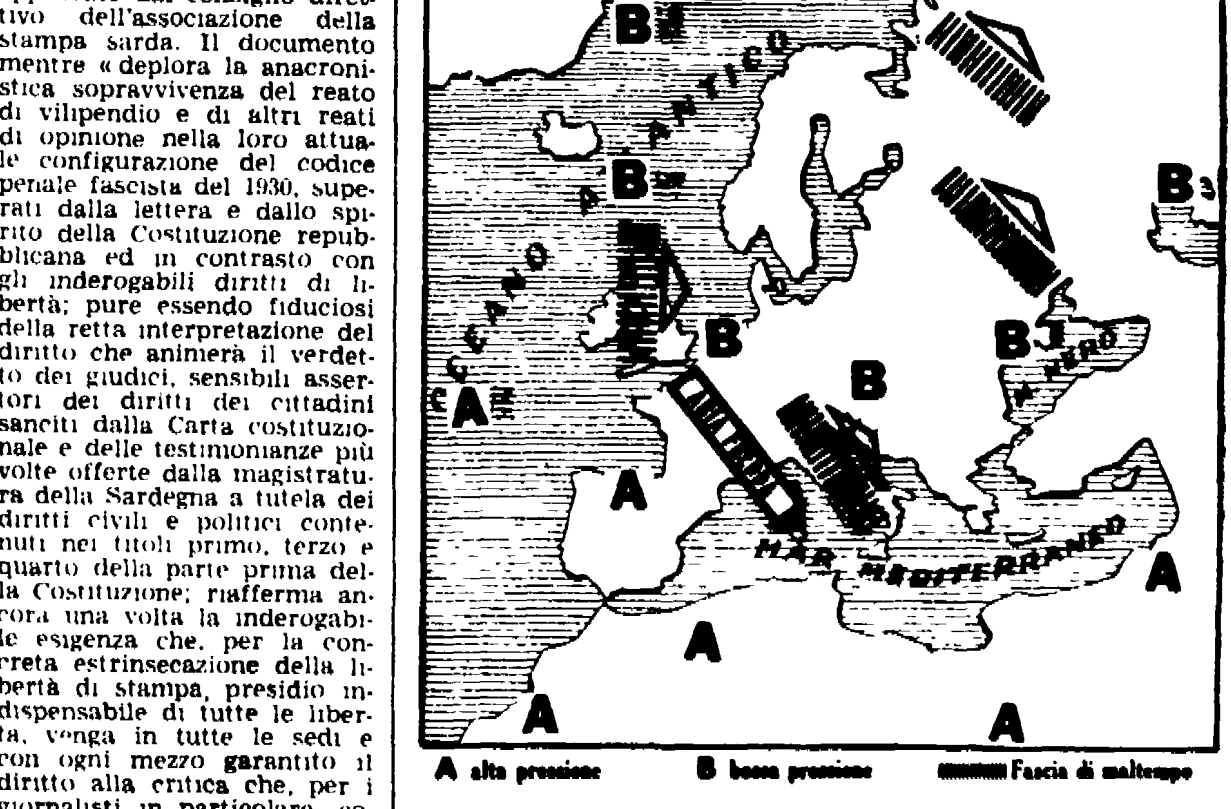 tivo dell'associazione della
stampa sarda. Il documento
mentre « deplora la anacroni-
stica sopravvivenza del reato
di vilipendio e di altri reati
di opinione nella loro attua-
le configurazione del codice
penale fascista del 1930, supe-
rati dalla lettera e dallo spi-
rito della Costituzione repub-
blicana ed in contrasto con
gli inderogabili diritti di li-
bertà; pure essendo fiduciosi
della retta interpretazione del
diritto che animerà il verdet-
to dei giudici, sensibili asser-
tori dei diritti dei cittadini
sanciti dalla Carta costituzio-
nale e delle testimonianze più
volte offerte dalla magistratu-
ra della Sardegna a tutela dei
diritti civili e politici conte-
nuti nei titoli primo, terzo e
quarto della parte prima del-
la Costituzione; riafferma an-
cora una volta la inderogabi-
le esigenza che, per la con-
creta estrinsecazione della li-
bertà di stampa, presidio in-
dispensabile di tutte le liber-
tà, venga in tutte le sedi e
con ogni mezzo garantito il
diritto alla critica che, per i
giornalisti in particolare,
B
B
B
B
B
B
OCEANO
ATLANTICO
M NERO
MAR MEDITERRANEO
A
A
A
A
A
A
A alta pressione
B bassa pressione
Fascia di maltempo